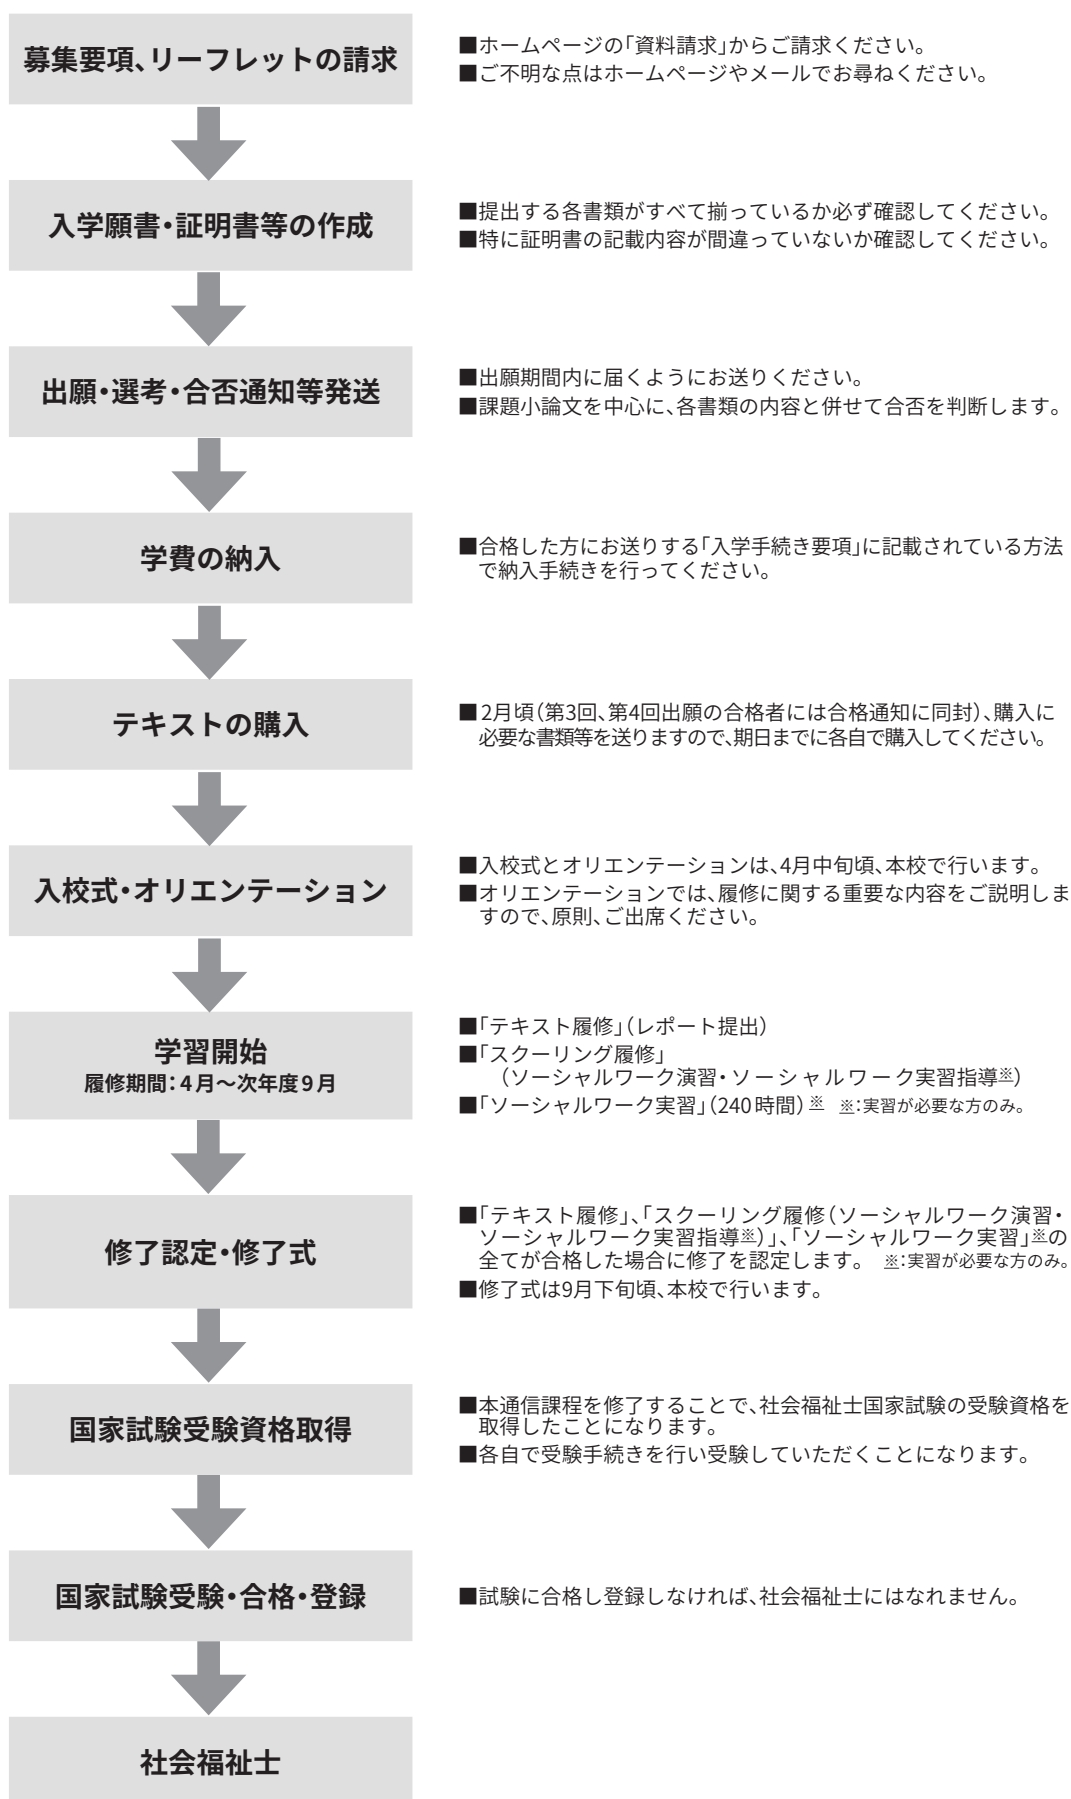 募集要項、リーフレットの請求
■ホームページの「資料請求」からご請求ください。
■ご不明な点はホームページやメールでお尋ねください。
入学願書・証明書等の作成
■提出する各書類がすべて揃っているか必ず確認してください。
■特に証明書の記載内容が間違っていないか確認してください。
出願・選考・合否通知等発送
■出願期間内に届くようにお送りください。
■課題小論文を中心に、各書類の内容と併せて合否を判断します。
学費の納入
■合格した方にお送りする「入学手続き要項」に記載されている方法
で納入手続きを行ってください。
テキストの購入
■2月頃（第3回、第4回出願の合格者には合格通知に同封）、購入に
必要な書類等を送りますので、期日までに各自で購入してください。
入校式・オリエンテーション
■入校式とオリエンテーションは、4月中旬頃、本校で行います。
■オリエンテーションでは、履修に関する重要な内容をご説明しま
すので、原則、ご出席ください。
学習開始
履修期間：4月～次年度9月
■「テキスト履修」（レポート提出）
■「スクーリング履修」
（ソーシャルワーク演習・ソーシャルワーク実習指導※）
■「ソーシャルワーク実習」（240時間）※ ※：実習が必要な方のみ。
修了認定・修了式
■「テキスト履修」、「スクーリング履修（ソーシャルワーク演習・
ソーシャルワーク実習指導※）」、「ソーシャルワーク実習」※の
全てが合格した場合に修了を認定します。 ※：実習が必要な方のみ。
■修了式は9月下旬頃、本校で行います。
国家試験受験資格取得
■本通信課程を修了することで、社会福祉士国家試験の受験資格を
取得したことになります。
■各自で受験手続きを行い受験していただくことになります。
国家試験受験・合格・登録
■試験に合格し登録しなければ、社会福祉士にはなれません。
社会福祉士